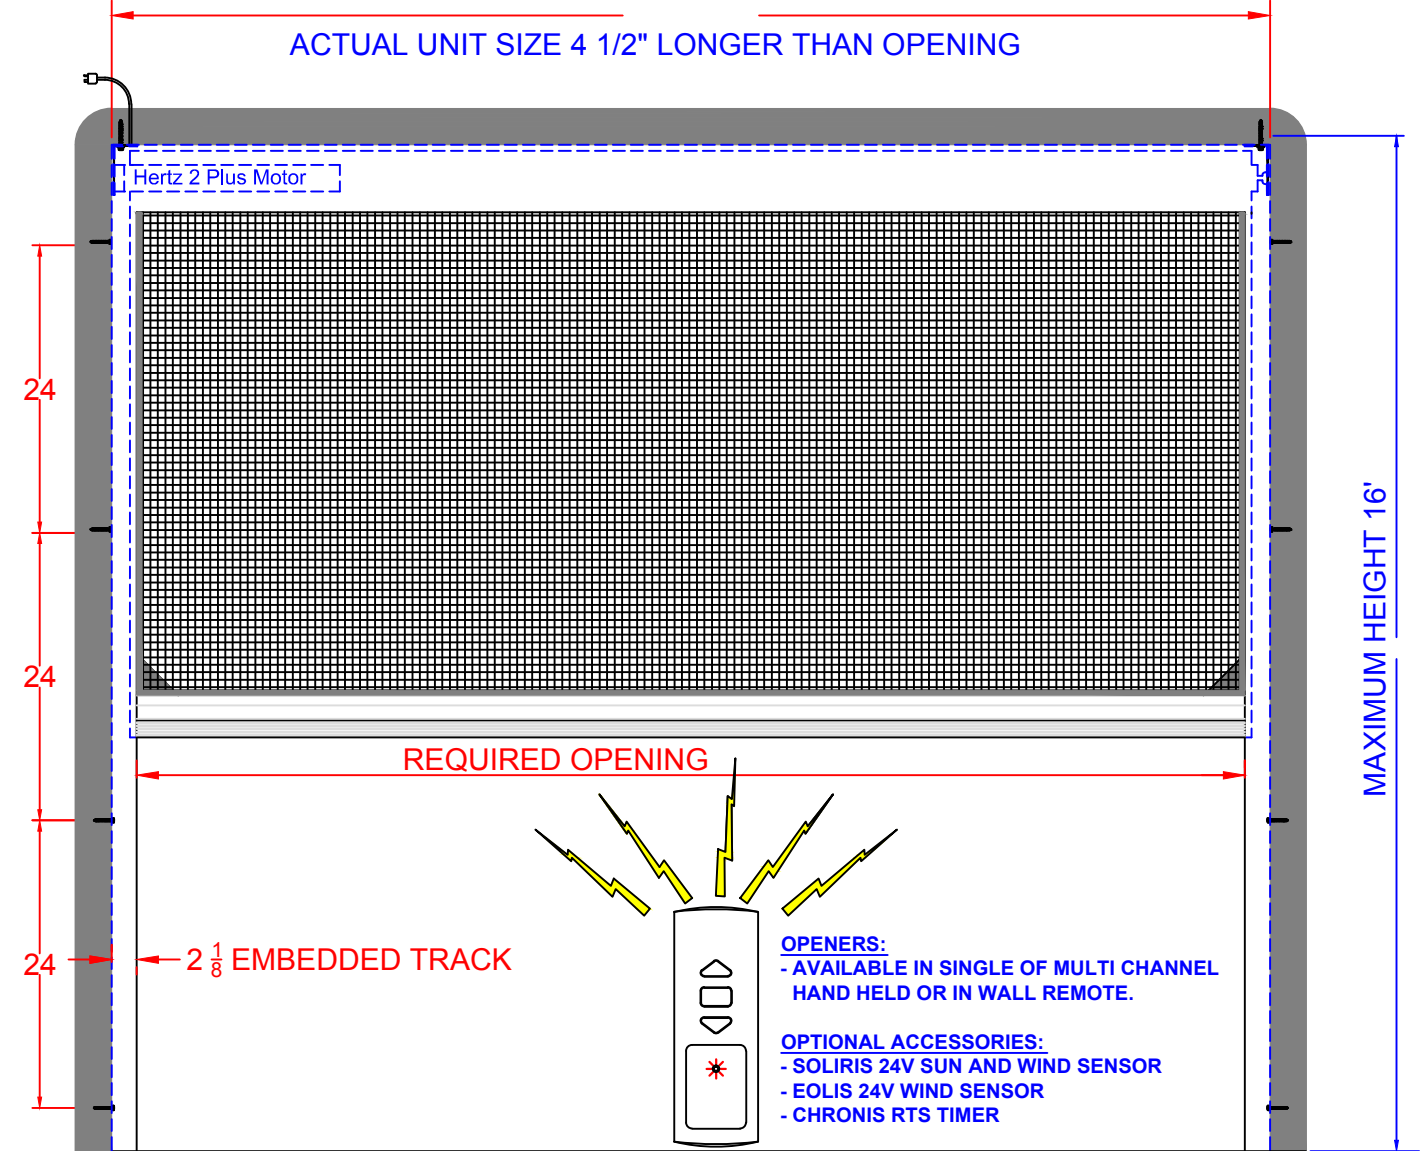 ACTUAL UNIT SIZE 4 1/2" LONGER THAN OPENING
Hertz 2 Plus Motor
24
24
24
MAXIMUM HEIGHT 16'
REQUIRED OPENING
2 1/8 EMBEDDED TRACK
OPENERS:
- AVAILABLE IN SINGLE OF MULTI CHANNEL
HAND HELD OR IN WALL REMOTE.
OPTIONAL ACCESSORIES:
- SOLIRIS 24V SUN AND WIND SENSOR
- EOLIS 24V WIND SENSOR
- CHRONIS RTS TIMER